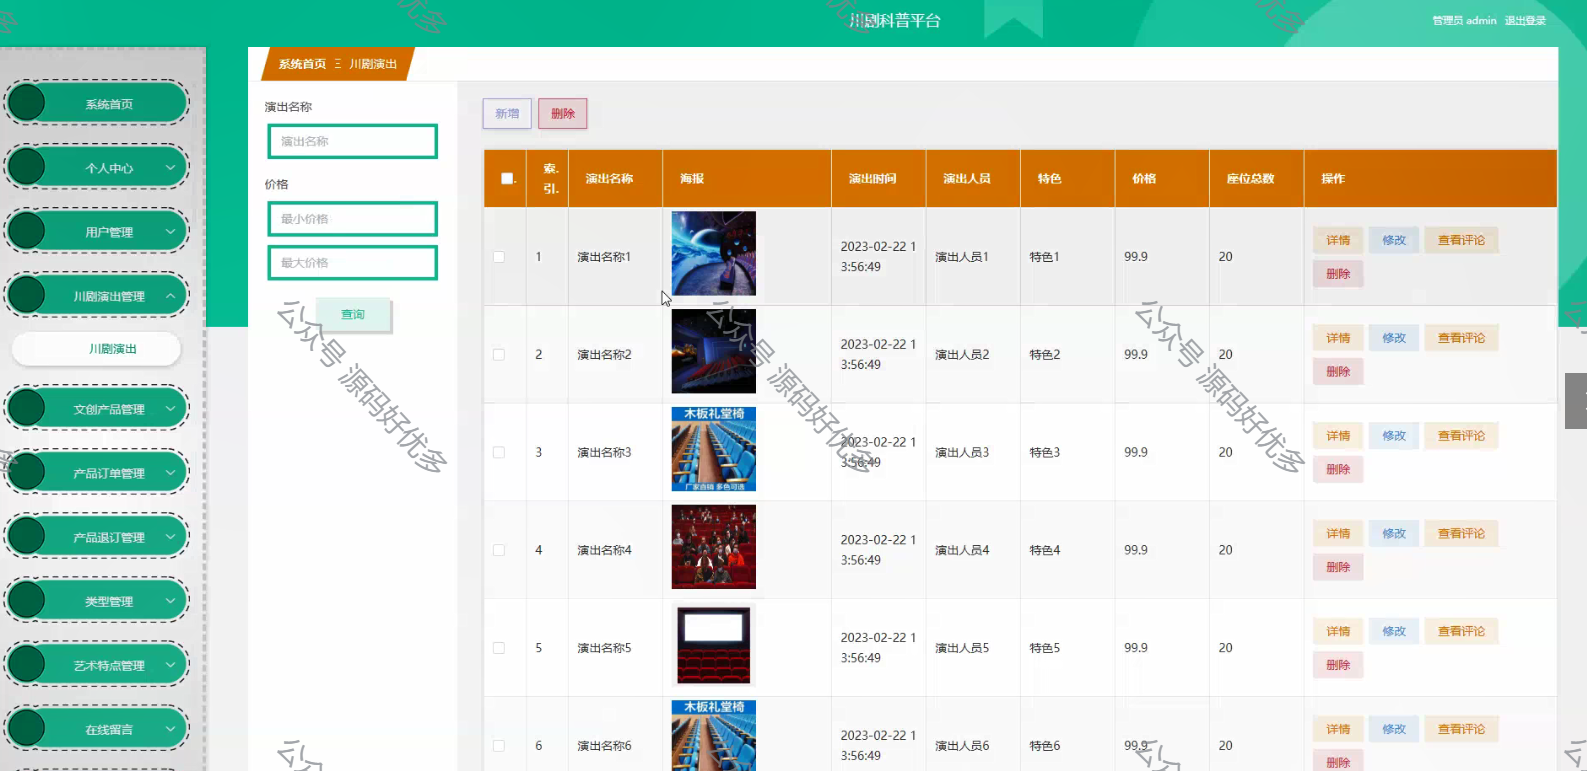 川剧科普平台
管理员 admin 退出登录
系统首页 Ξ 川剧演出
系统首页
个人中心
用户管理
川剧演出管理
川剧演出
文创产品管理
产品订单管理
产品退订管理
类型管理
艺术特点管理
在线留言
演出名称
演出名称
价格
最小价格
最大价格
查询
新增 删除
索引. 演出名称 海报 演出时间 演出人员 特色 价格 座位总数 操作
1 演出名称1 2023-02-22 13:56:49 演出人员1 特色1 99.9 20 详情 修改 查看评论
删除
2 演出名称2 2023-02-22 13:56:49 演出人员2 特色2 99.9 20 详情 修改 查看评论
删除
木板礼堂椅
3 演出名称3 2023-02-22 13:56:49 演出人员3 特色3 99.9 20 详情 修改 查看评论
删除
厂家直销 多色可选
4 演出名称4 2023-02-22 13:56:49 演出人员4 特色4 99.9 20 详情 修改 查看评论
删除
5 演出名称5 2023-02-22 13:56:49 演出人员5 特色5 99.9 20 详情 修改 查看评论
删除
木板礼堂椅
6 演出名称6 2023-02-22 13:56:49 演出人员6 特色6 99.9 20 详情 修改 查看评论
删除
公众号 源码好优多
公众号 源码好优多
公众号 源码好优多